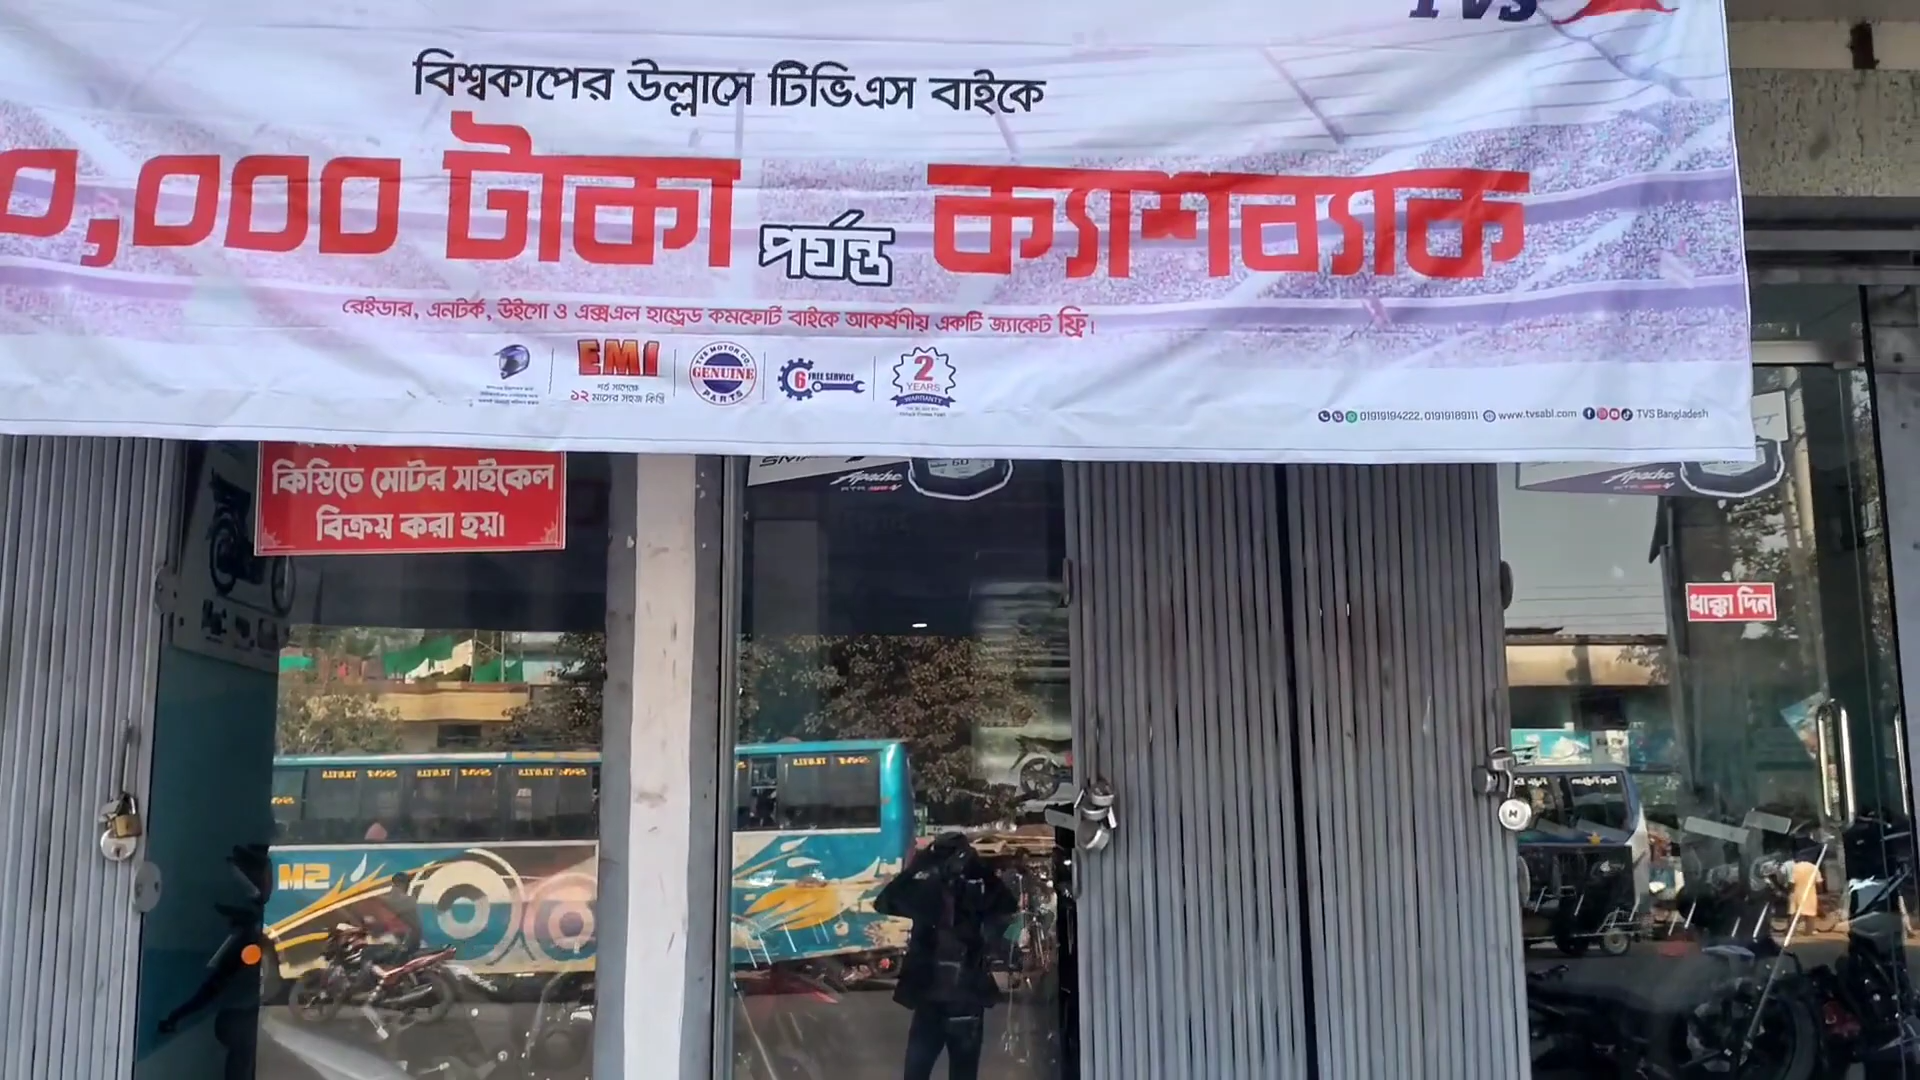 TVS
বিশ্বকাপের উল্লাসে টিভিএস বাইকে
০,০০০ টাকা পর্যন্ত ক্যাশব্যাক
রেইডার, এনটর্ক, উইগো ও এক্সএল হান্ড্রেড কমফোর্ট বাইকে আকর্ষণীয় একটি জ্যাকেট ফ্রি!
EMI
শর্ত সাপেক্ষে
১২ মাসের সহজ কিস্তি
TVS MOTOR CO.
GENUINE
PARTS
6 FREE SERVICE
2
YEARS
WARRANTY
01919194222, 01919189111 www.tvsabl.com TVS Bangladesh
কিস্তিতে মোটর সাইকেল
বিক্রয় করা হয়।
Apache
Apache
ধাক্কা দিন